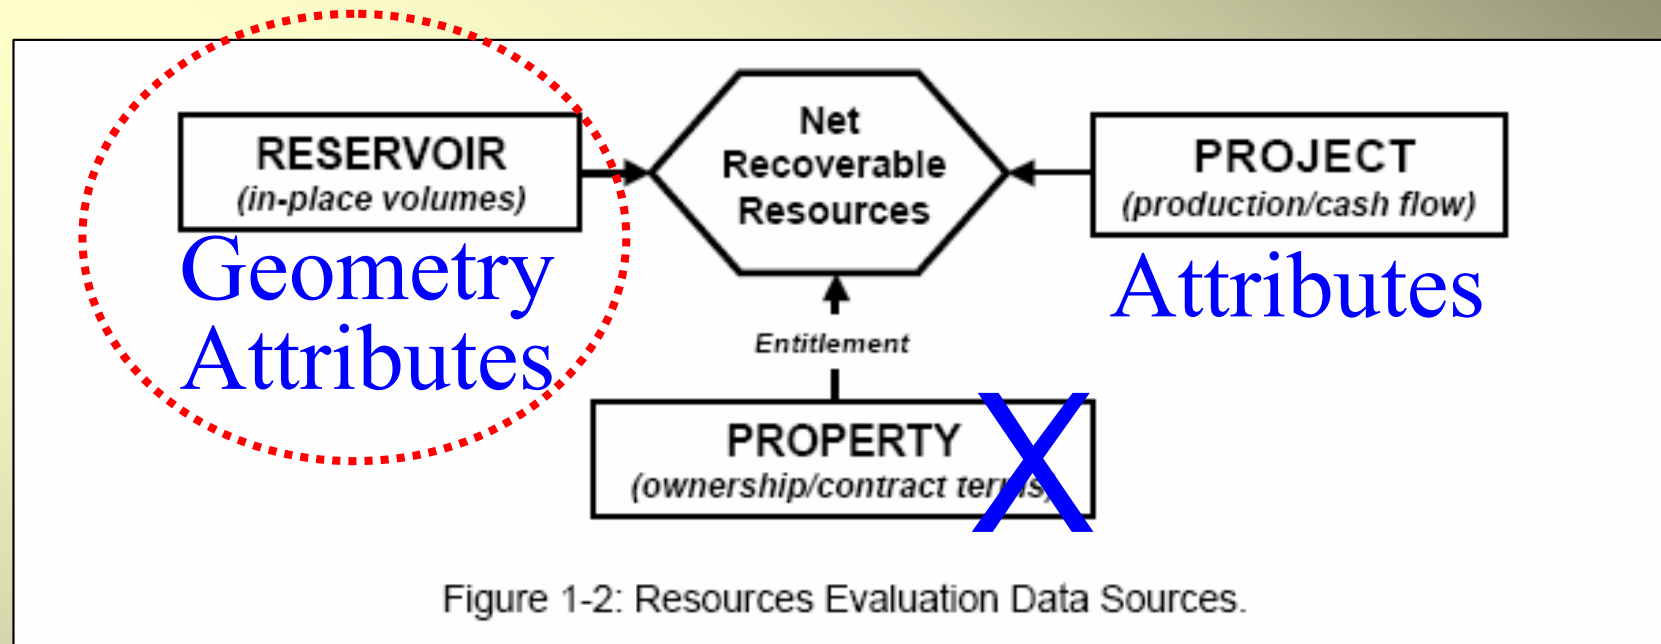 RESERVOIR
(in-place volumes)
Geometry
Attributes
Net
Recoverable
Resources
PROJECT
(production/cash flow)
Attributes
Entitlement
PROPERTY
(ownership/contract terms)
X
Figure 1-2: Resources Evaluation Data Sources.